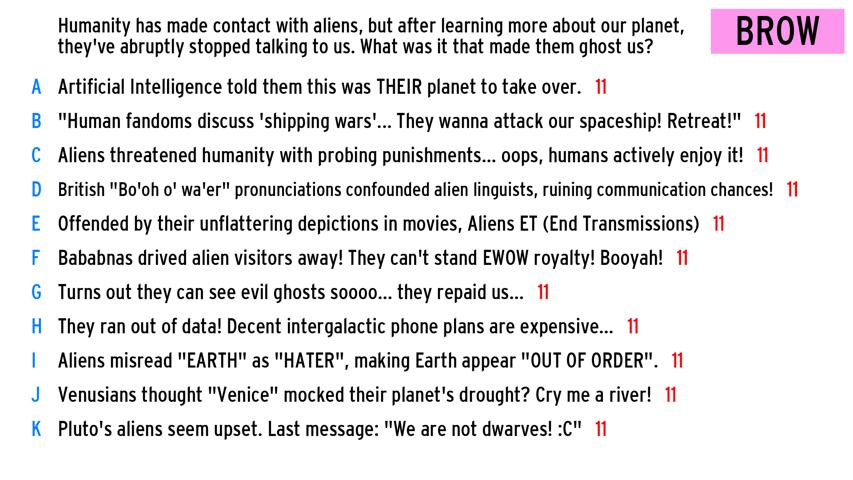 Humanity has made contact with aliens, but after learning more about our planet,
they've abruptly stopped talking to us. What was it that made them ghost us?
BROW
A Artificial Intelligence told them this was THEIR planet to take over. 11
B "Human fandoms discuss 'shipping wars'... They wanna attack our spaceship! Retreat!" 11
C Aliens threatened humanity with probing punishments... oops, humans actively enjoy it! 11
D British "Bo'oh o' wa'er" pronunciations confounded alien linguists, ruining communication chances! 11
E Offended by their unflattering depictions in movies, Aliens ET (End Transmissions) 11
F Bababnas drived alien visitors away! They can't stand EWOW royalty! Booyah! 11
G Turns out they can see evil ghosts soooo... they repaid us... 11
H They ran out of data! Decent intergalactic phone plans are expensive... 11
I Aliens misread "EARTH" as "HATER", making Earth appear "OUT OF ORDER". 11
J Venusians thought "Venice" mocked their planet's drought? Cry me a river! 11
K Pluto's aliens seem upset. Last message: "We are not dwarves! :C" 11